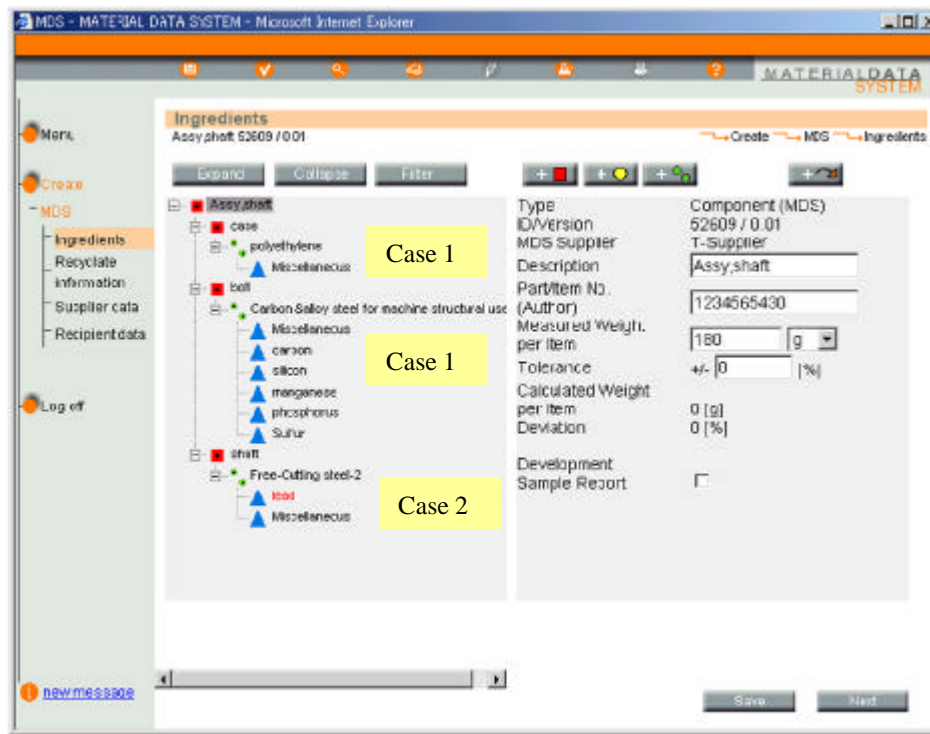 MDS - MATERIAL DATA SYSTEM - Microsoft Internet Explorer
MATERIALDATA
SYSTEM
Menu
Create
MDS
Ingredients
Recyclate
information
Supplier data
Recipient data
Log off
new message
Ingredients
Assy,shaft 52609 / 0.01
Create MDS Ingredients
Expand Collapse Filter
Assy,shaft
case
polyethylene
Miscellanecus
bolt
Carbon Salloy steel for machine structural use
Miscellanecus
carbon
silicon
manganese
phosphorus
Sulfur
shaft
Free-Cutting steel-2
lead
Miscellanecus
Case 1
Case 1
Case 2
Type Component (MDS)
ID/Version 52609 / 0.01
MDS Supplier T-Supplier
Description Assy,shaft
Part/Item No.
(Author) 1234565430
Measured Weight
per Item 180 g
Tolerance +/- 0 [%]
Calculated Weight
per Item 0 [g]
Deviation 0 [%]
Development
Sample Report
Save Next